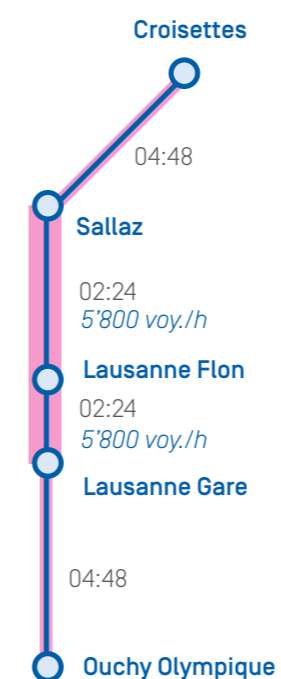 Croisettes
04:48
Sallaz
02:24
5'800 voy./h
Lausanne Flon
02:24
5'800 voy./h
Lausanne Gare
04:48
Ouchy Olympique